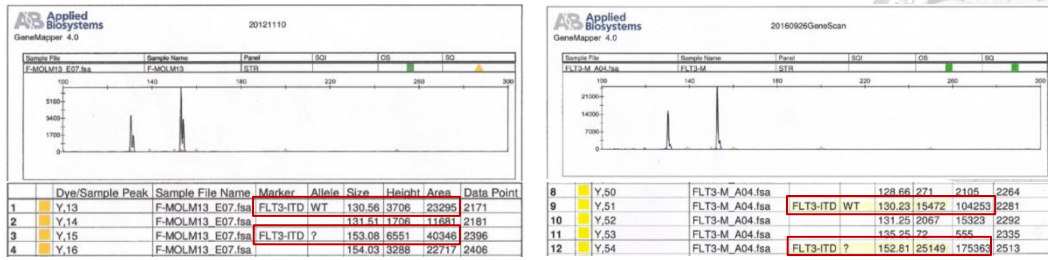 AB Applied Biosystems
20121110
GeneMapper 4.0
Sample File Sample Name Panel SQI OS SQ
F-MOLM13_E07.fsa F-MOLM13 STR
100 140 180 220 260 300
5100
3400
1700
0
Dye/Sample Peak Sample File Name Marker Allele Size Height Area Data Point
1 Y,13 F-MOLM13_E07.fsa FLT3-ITD WT 130.56 3706 23295 2171
2 Y,14 F-MOLM13_E07.fsa 131.51 1706 11681 2181
3 Y,15 F-MOLM13_E07.fsa FLT3-ITD ? 153.08 6551 40346 2396
4 Y,16 F-MOLM13_E07.fsa 154.03 3288 22717 2406
AB Applied Biosystems
20160926GeneScan
GeneMapper 4.0
Sample File Sample Name Panel SQI OS SQ
FLT3-M_A04.fsa FLT3-M STR
100 140 180 220 260 300
21000
14000
7000
0
8 Y,50 FLT3-M_A04.fsa 128.66 271 2105 2264
9 Y,51 FLT3-M_A04.fsa FLT3-ITD WT 130.23 15472 104253 2281
10 Y,52 FLT3-M_A04.fsa 131.25 2067 15323 2292
11 Y,53 FLT3-M_A04.fsa 135.25 72 555 2335
12 Y,54 FLT3-M_A04.fsa FLT3-ITD ? 152.81 25149 175363 2513